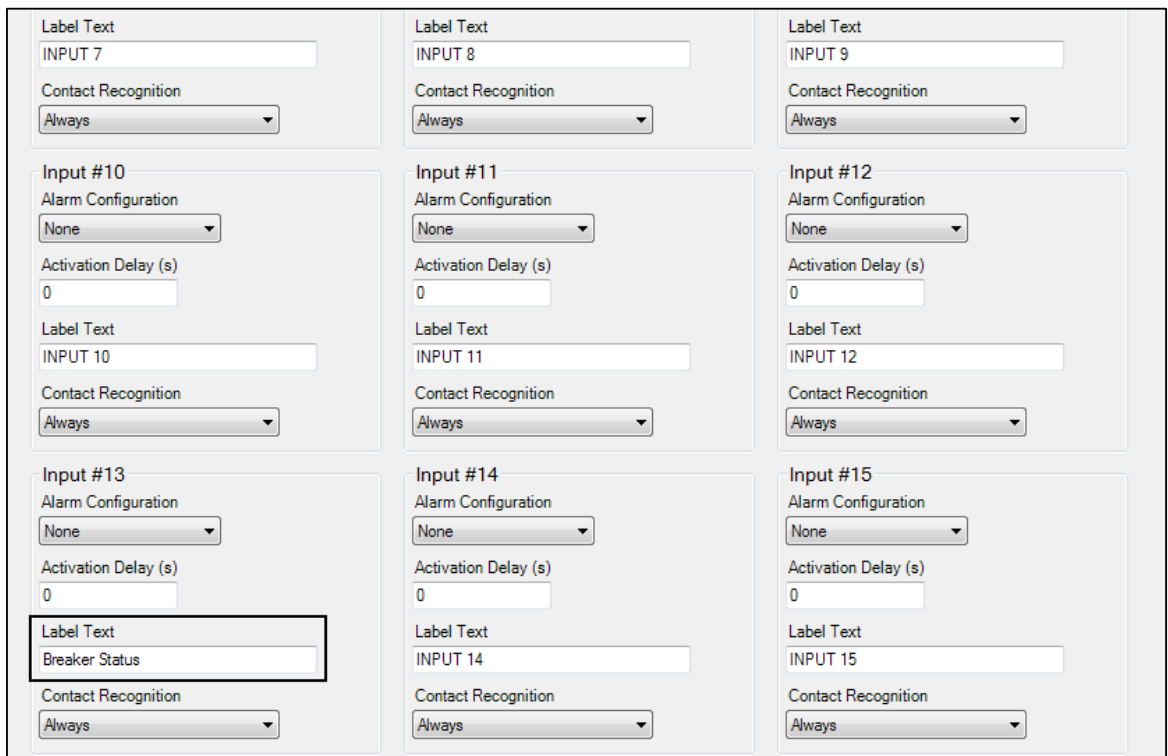 Label Text Label Text Label Text
INPUT 7 INPUT 8 INPUT 9
Contact Recognition Contact Recognition Contact Recognition
Always Always Always
Input #10 Input #11 Input #12
Alarm Configuration Alarm Configuration Alarm Configuration
None None None
Activation Delay (s) Activation Delay (s) Activation Delay (s)
0 0 0
Label Text Label Text Label Text
INPUT 10 INPUT 11 INPUT 12
Contact Recognition Contact Recognition Contact Recognition
Always Always Always
Input #13 Input #14 Input #15
Alarm Configuration Alarm Configuration Alarm Configuration
None None None
Activation Delay (s) Activation Delay (s) Activation Delay (s)
0 0 0
Label Text Label Text Label Text
Breaker Status INPUT 14 INPUT 15
Contact Recognition Contact Recognition Contact Recognition
Always Always Always